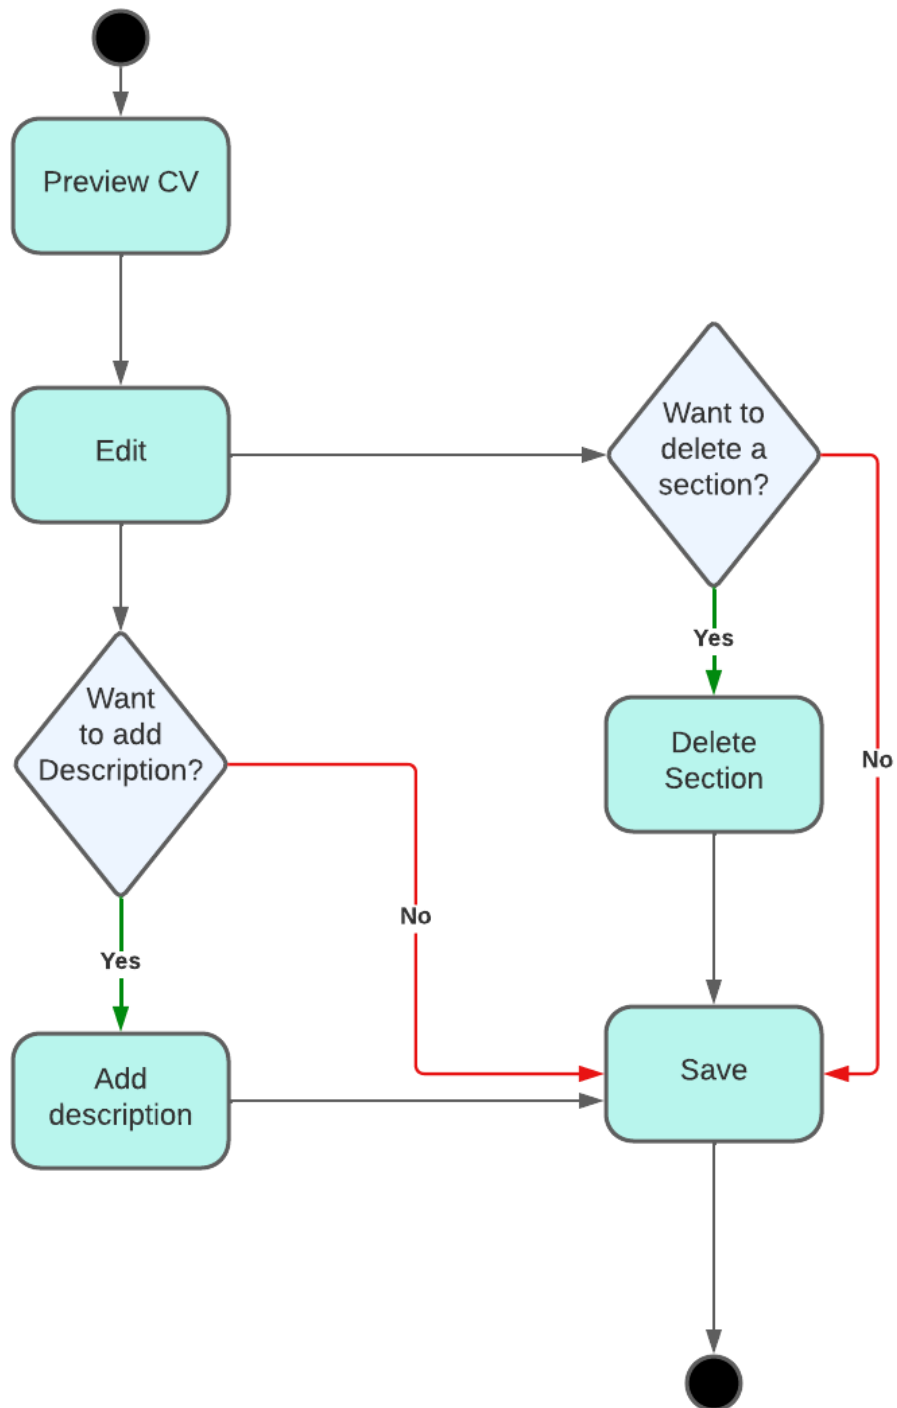 Preview CV
Edit
Want to
delete a
section?
Yes
Want
to add
Description?
Delete
Section
No
No
Yes
Add
description
Save